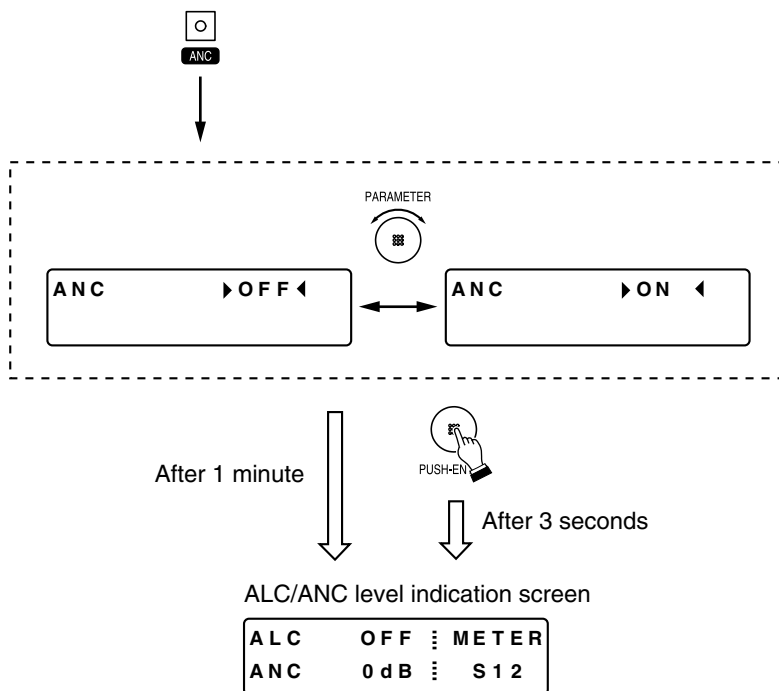 ANC
PARAMETER
ANC ▶OFF◀
ANC ▶ON ◀
After 1 minute
PUSH-EN
After 3 seconds
ALC/ANC level indication screen
ALC OFF ┋ METER
ANC 0dB ┋ S12